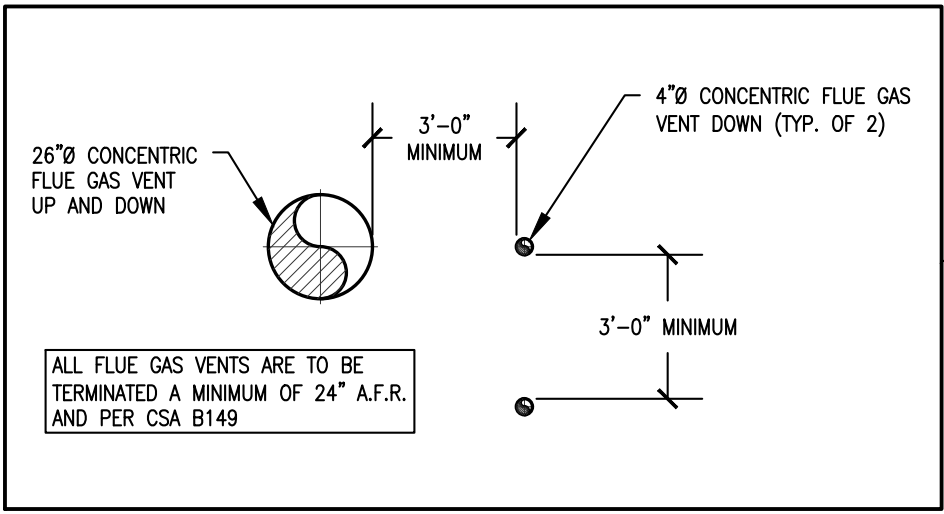 4"Ø CONCENTRIC FLUE GAS
VENT DOWN (TYP. OF 2)
3'-0"
MINIMUM
26"Ø CONCENTRIC
FLUE GAS VENT
UP AND DOWN
3'-0" MINIMUM
ALL FLUE GAS VENTS ARE TO BE
TERMINATED A MINIMUM OF 24" A.F.R.
AND PER CSA B149